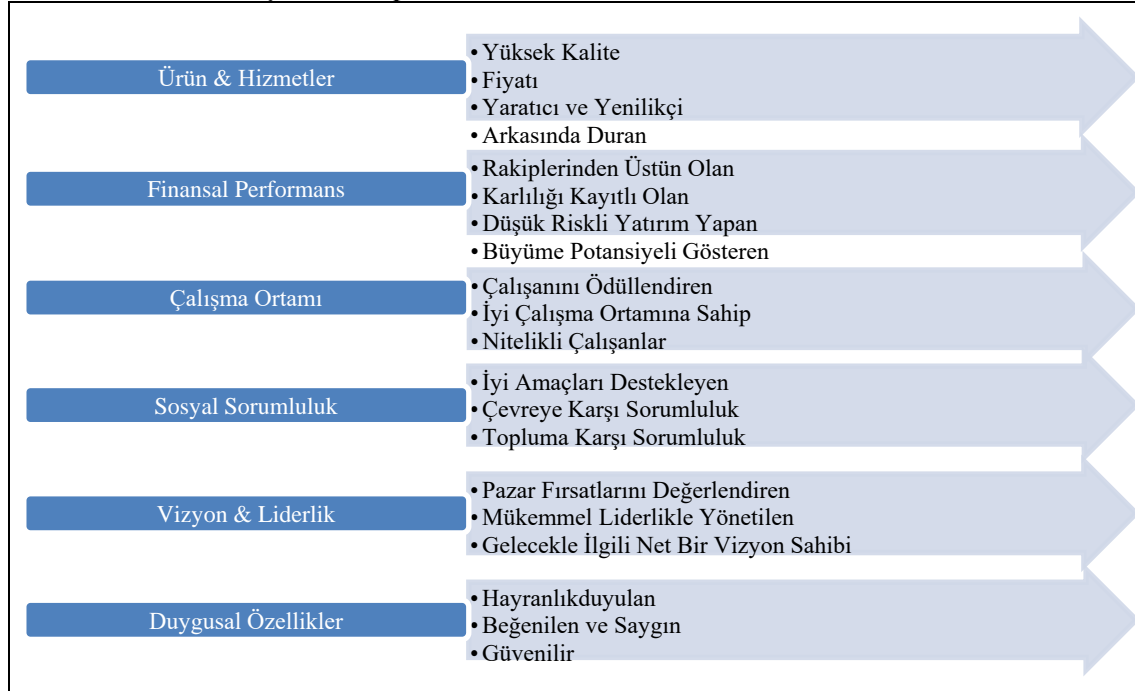 Ürün & Hizmetler
•Yüksek Kalite
•Fiyatı
•Yaratıcı ve Yenilikçi
•Arkasında Duran
Finansal Performans
•Rakiplerinden Üstün Olan
•Karlılığı Kayıtlı Olan
•Düşük Riskli Yatırım Yapan
•Büyüme Potansiyeli Gösteren
Çalışma Ortamı
•Çalışanını Ödüllendiren
•İyi Çalışma Ortamına Sahip
•Nitelikli Çalışanlar
Sosyal Sorumluluk
•İyi Amaçları Destekleyen
•Çevreye Karşı Sorumluluk
•Topluma Karşı Sorumluluk
Vizyon & Liderlik
•Pazar Fırsatlarını Değerlendiren
•Mükemmel Liderlikle Yönetilen
•Gelecekle İlgili Net Bir Vizyon Sahibi
Duygusal Özellikler
•Hayranlıkduyulan
•Beğenilen ve Saygın
•Güvenilir